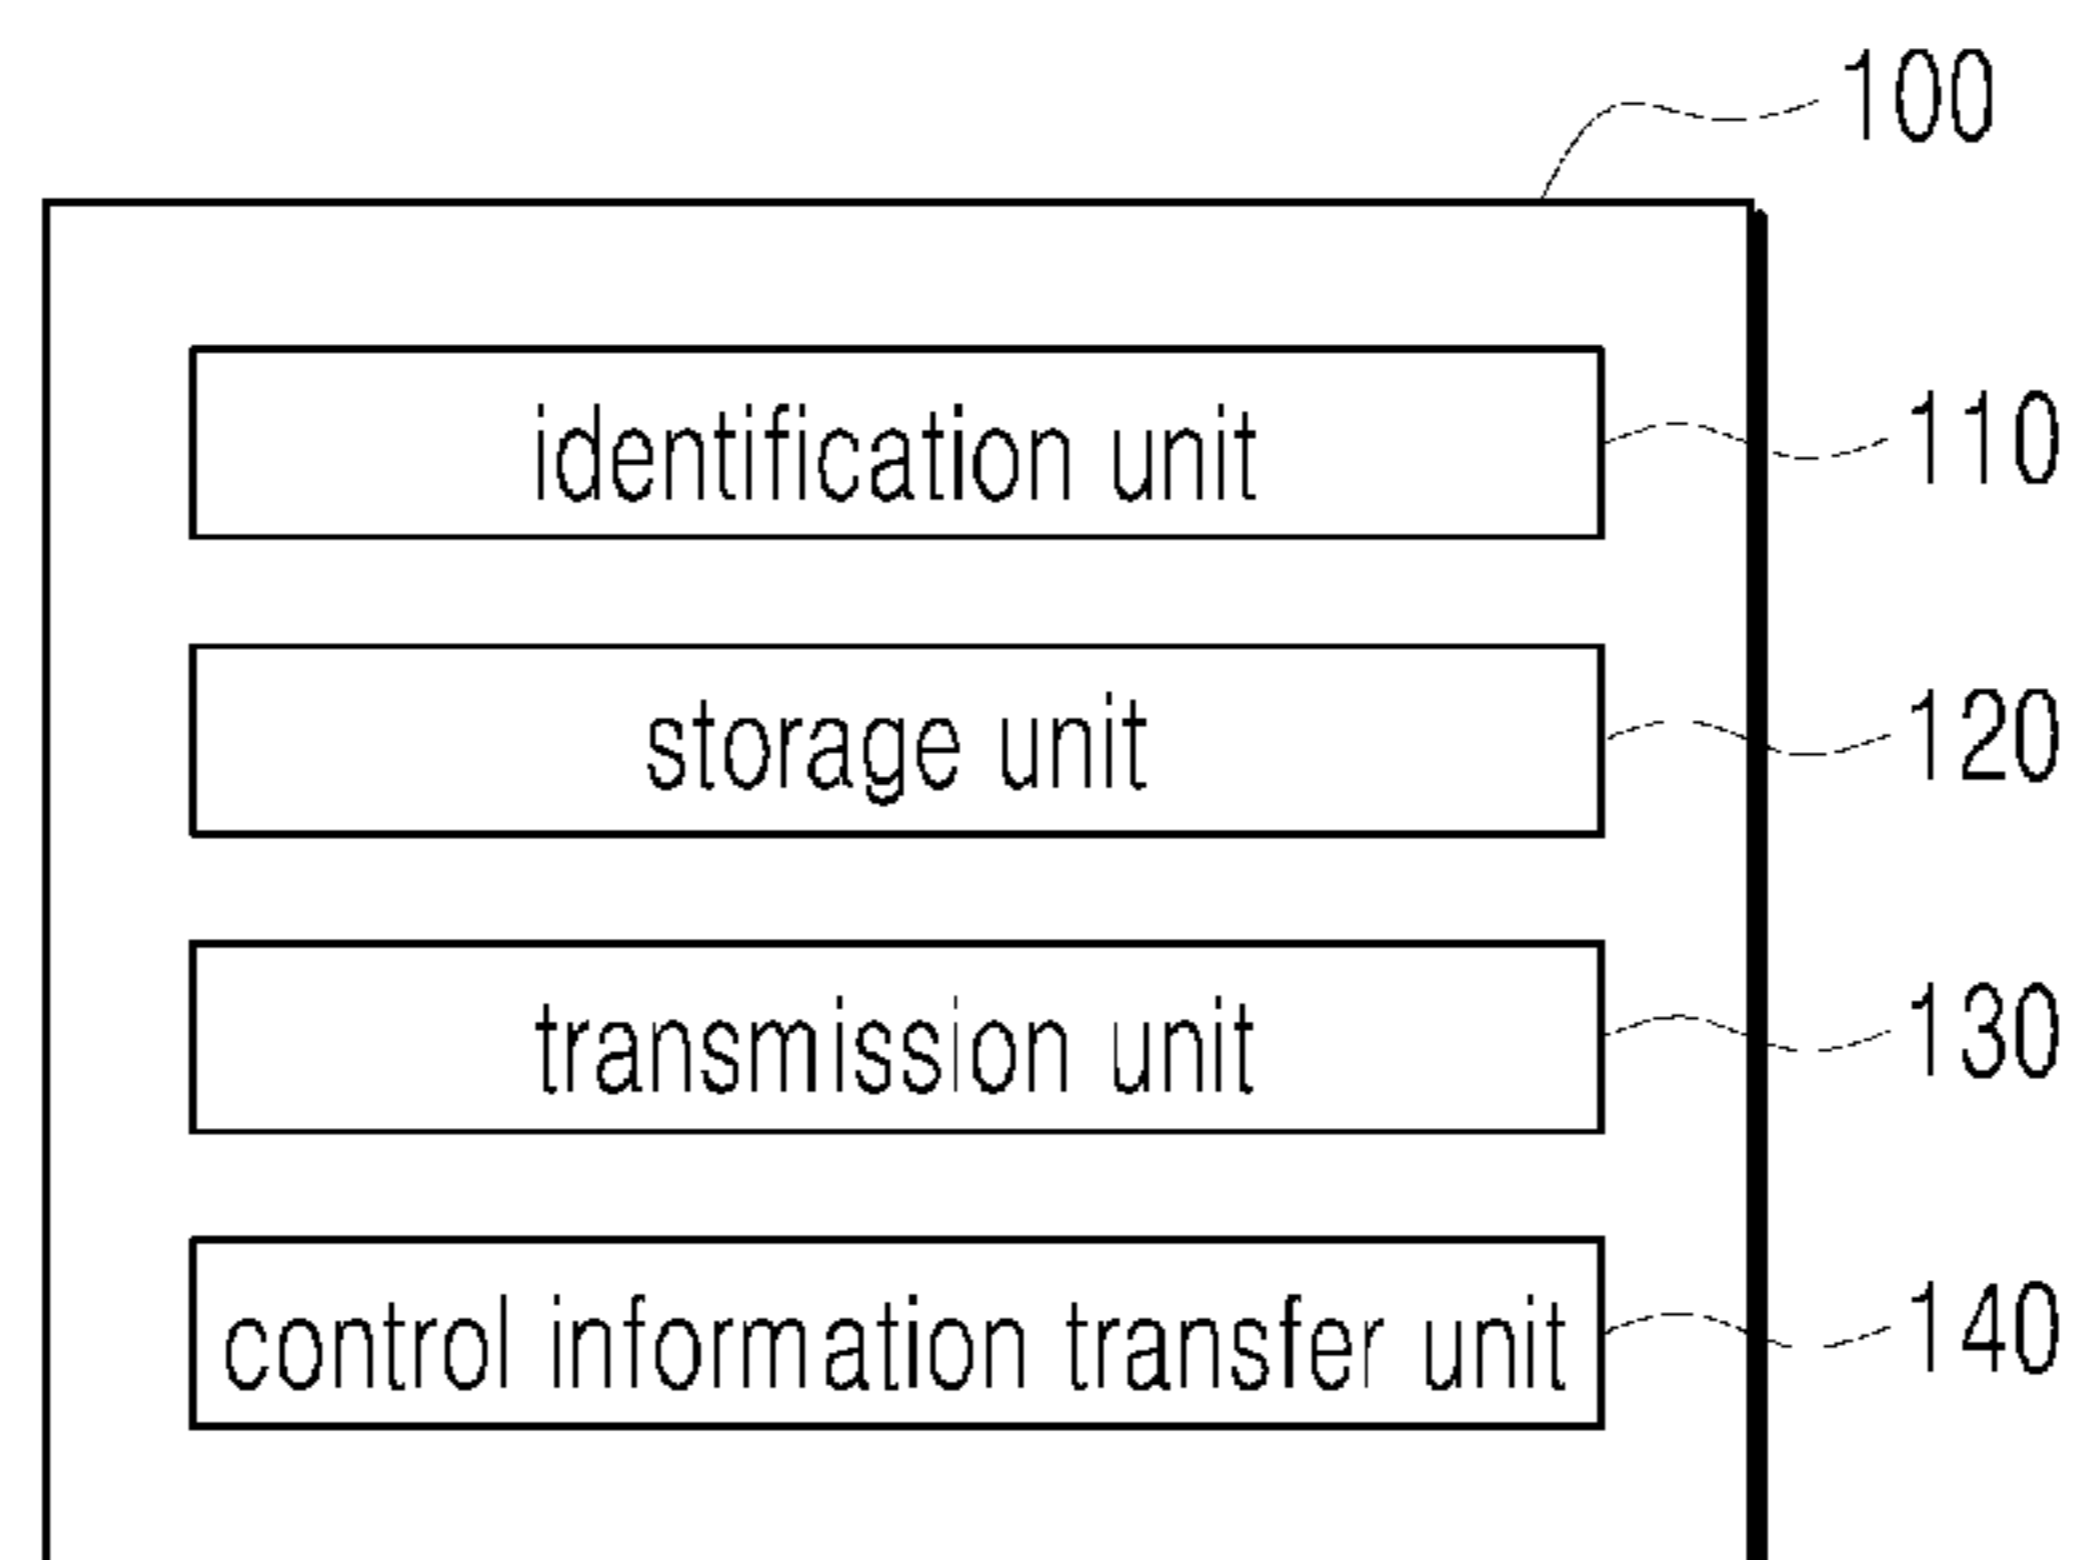 100
identification unit 110
storage unit 120
transmission unit 130
control information transfer unit 140